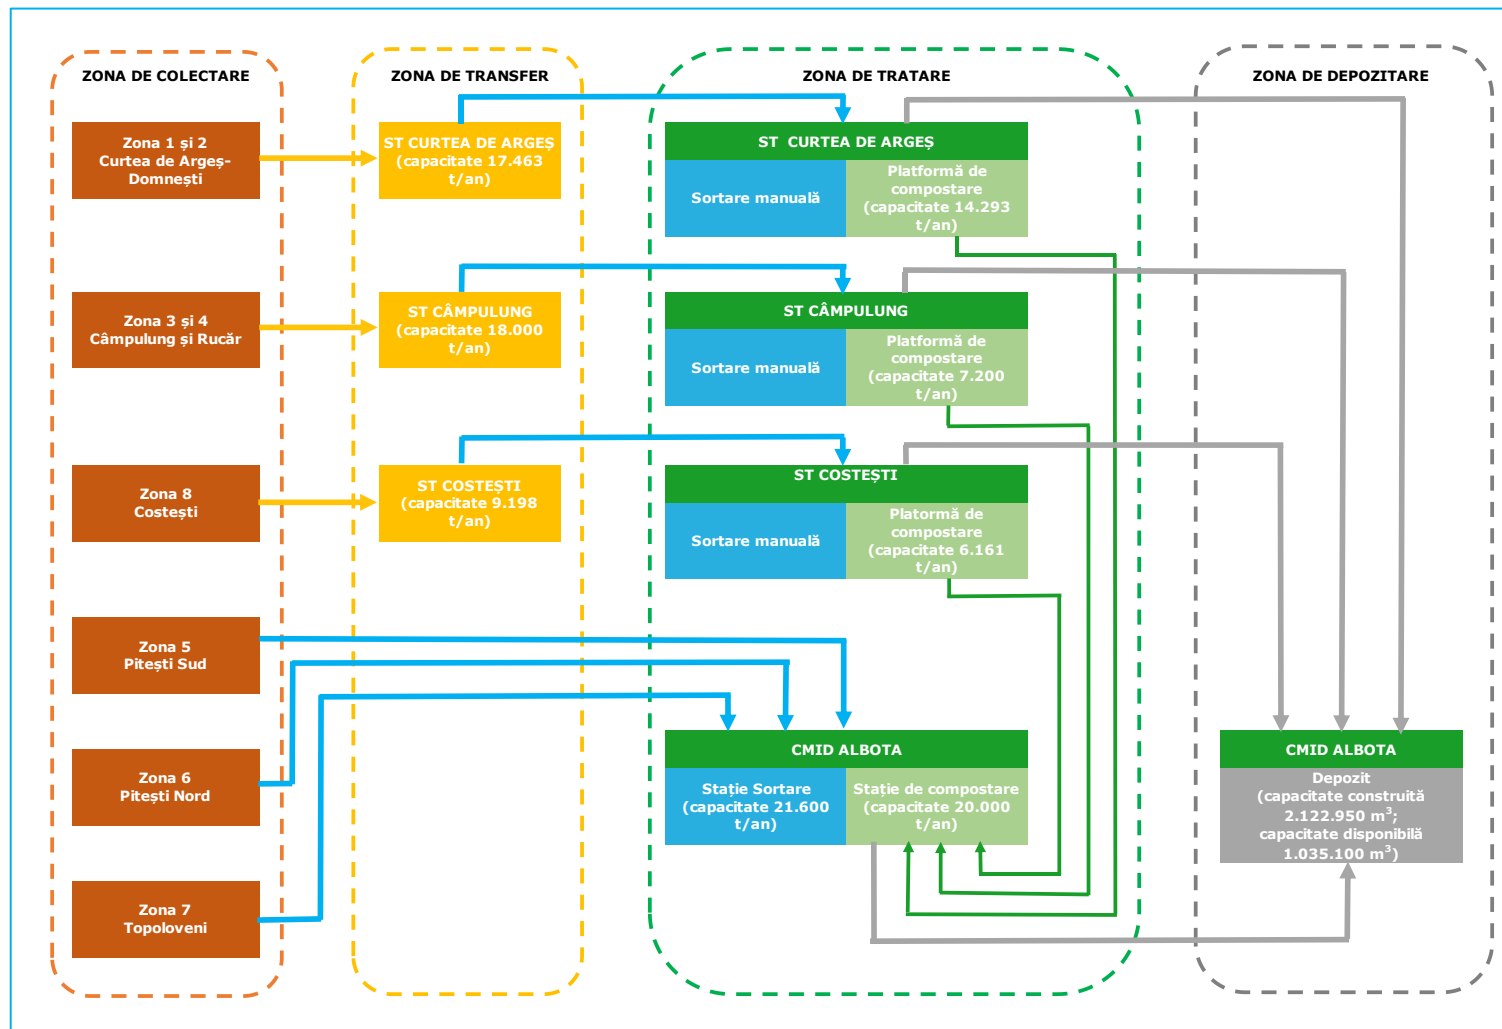 ZONA DE COLECTARE
Zona 1 și 2
Curtea de Argeș-
Domnești
Zona 3 și 4
Câmpulung și Rucăr
Zona 8
Costești
Zona 5
Pitești Sud
Zona 6
Pitești Nord
Zona 7
Topoloveni
ZONA DE TRANSFER
ST CURTEA DE ARGEȘ
(capacitate 17.463
t/an)
ST CÂMPULUNG
(capacitate 18.000
t/an)
ST COSTEȘTI
(capacitate 9.198
t/an)
ZONA DE TRATARE
ST CURTEA DE ARGEȘ
Sortare manuală
Platformă de
compostare
(capacitate 14.293
t/an)
ST CÂMPULUNG
Sortare manuală
Platformă de
compostare
(capacitate 7.200
t/an)
ST COSTEȘTI
Sortare manuală
Platormă de
compostare
(capacitate 6.161
t/an)
CMID ALBOTA
Stație Sortare
(capacitate 21.600
t/an)
Stație de compostare
(capacitate 20.000
t/an)
ZONA DE DEPOZITARE
CMID ALBOTA
Depozit
(capacitate construită
2.122.950 m³;
capacitate disponibilă
1.035.100 m³)